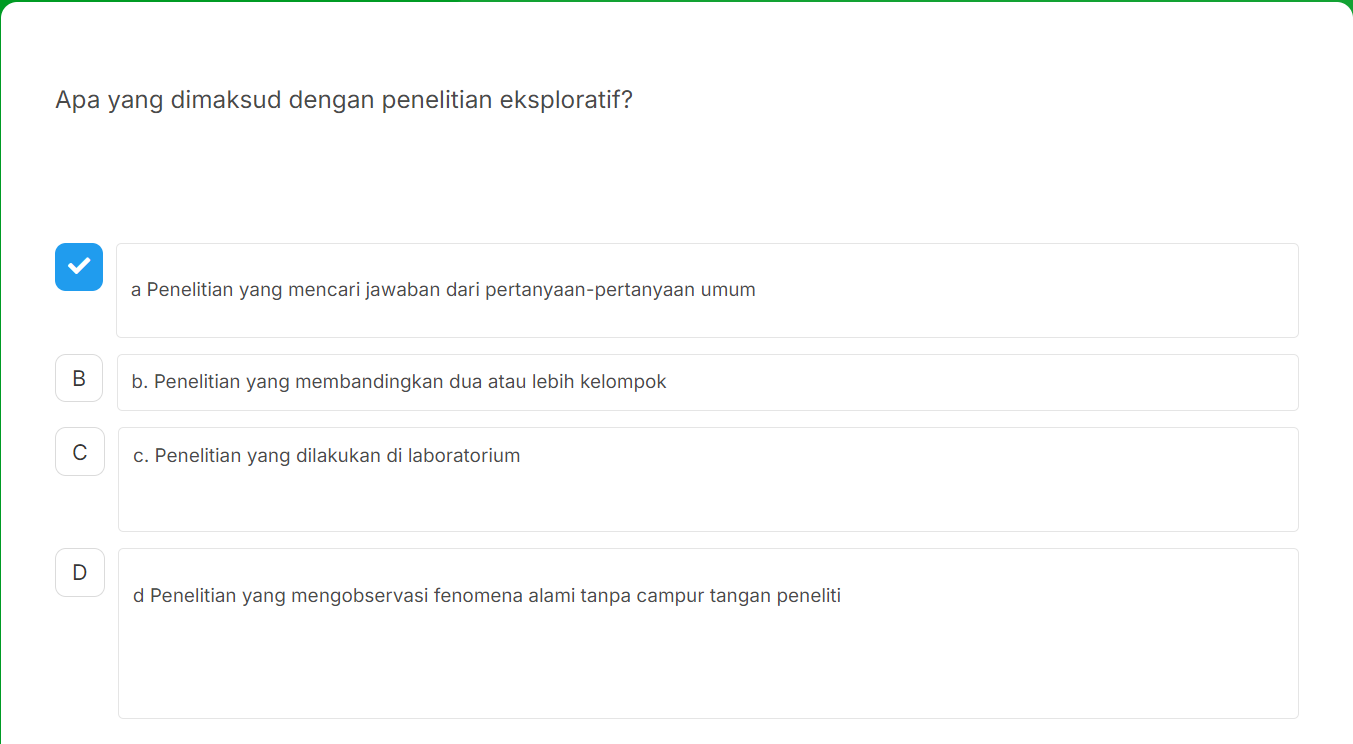 Apa yang dimaksud dengan penelitian eksploratif?
a Penelitian yang mencari jawaban dari pertanyaan-pertanyaan umum
B
b. Penelitian yang membandingkan dua atau lebih kelompok
C
c. Penelitian yang dilakukan di laboratorium
D
d Penelitian yang mengobservasi fenomena alami tanpa campur tangan peneliti